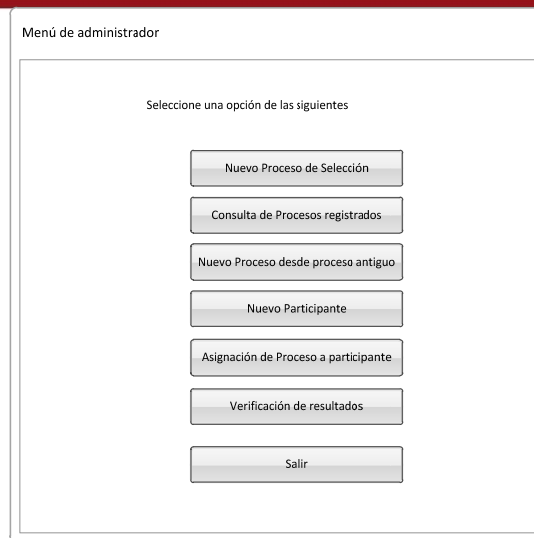 Menú de administrador
Seleccione una opción de las siguientes
Nuevo Proceso de Selección
Consulta de Procesos registrados
Nuevo Proceso desde proceso antiguo
Nuevo Participante
Asignación de Proceso a participante
Verificación de resultados
Salir